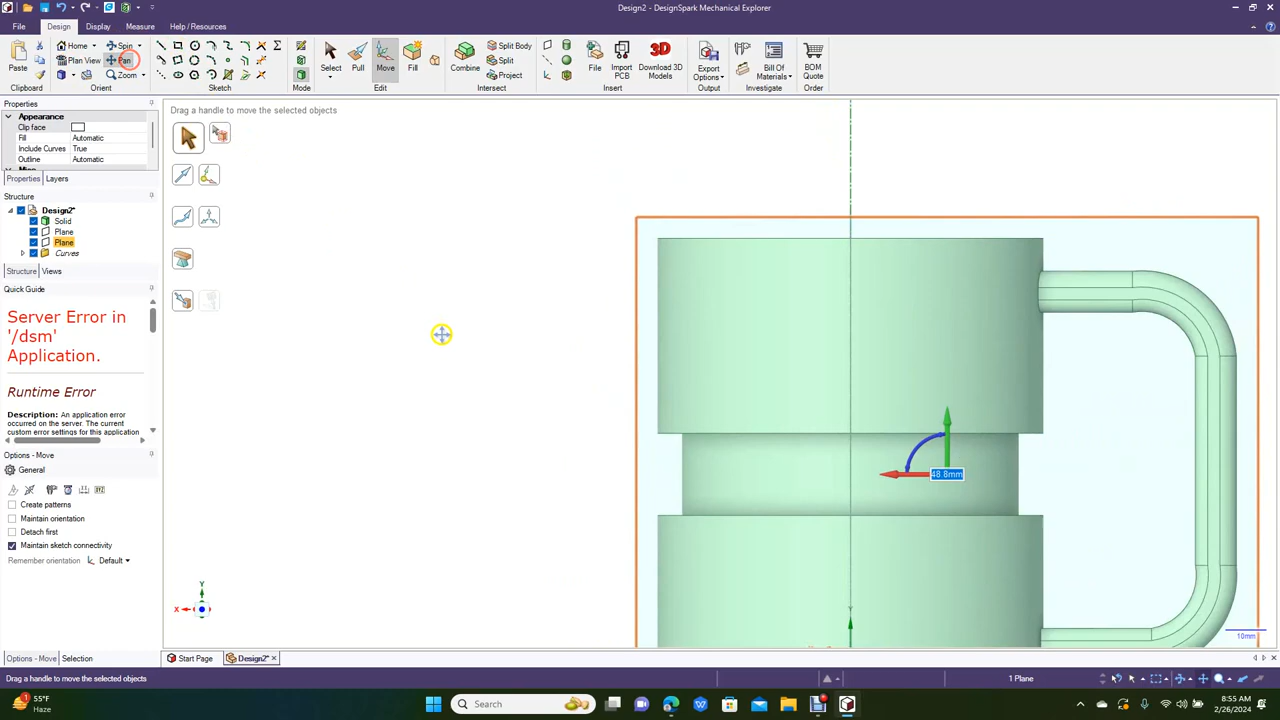 Design2* - DesignSpark Mechanical Explorer
File
Design
Display
Measure
Help / Resources
Paste
Home
Plan View
Spin
Pan
Zoom
Select
Pull
Move
Fill
Combine
Split Body
Split
Project
File
Import PCB
3D
Download 3D Models
Export Options
Bill Of Materials
BOM Quote
Clipboard
Orient
Sketch
Mode
Edit
Intersect
Insert
Output
Investigate
Order
Properties
Appearance
Clip face
Fill Automatic
Include Curves True
Outline Automatic
Properties Layers
Structure
Design2*
Solid
Plane
Plane
Curves
Structure Views
Quick Guide
Server Error in
'/dsm'
Application.
Runtime Error
Description: An application error
occurred on the server. The current
custom error settings for this application
Options - Move
General
Create patterns
Maintain orientation
Detach first
Maintain sketch connectivity
Remember orientation Default
Options - Move Selection
Drag a handle to move the selected objects
48.8mm
Y
Y
X
10mm
Start Page
Design2*
Drag a handle to move the selected objects
1 Plane
55°F
Haze
Search
8:55 AM
2/26/2024